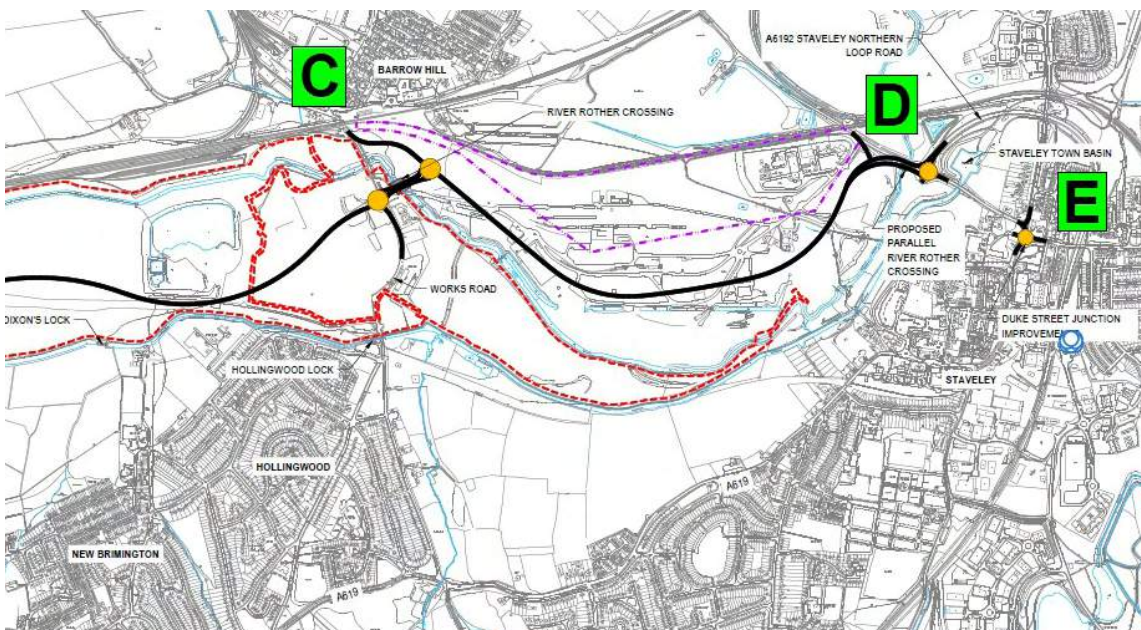 A6192 STAVELEY NORTHERN
LOOP ROAD
C
BARROW HILL
D
RIVER ROTHER CROSSING
STAVELEY TOWN BASIN
E
PROPOSED
PARALLEL
RIVER ROTHER
CROSSING
WORKS ROAD
DIXON'S LOCK
DUKE STREET JUNCTION
IMPROVEMEN
HOLLINGWOOD LOCK
STAVELEY
HOLLINGWOOD
A619
NEW BRIMINGTON
A619